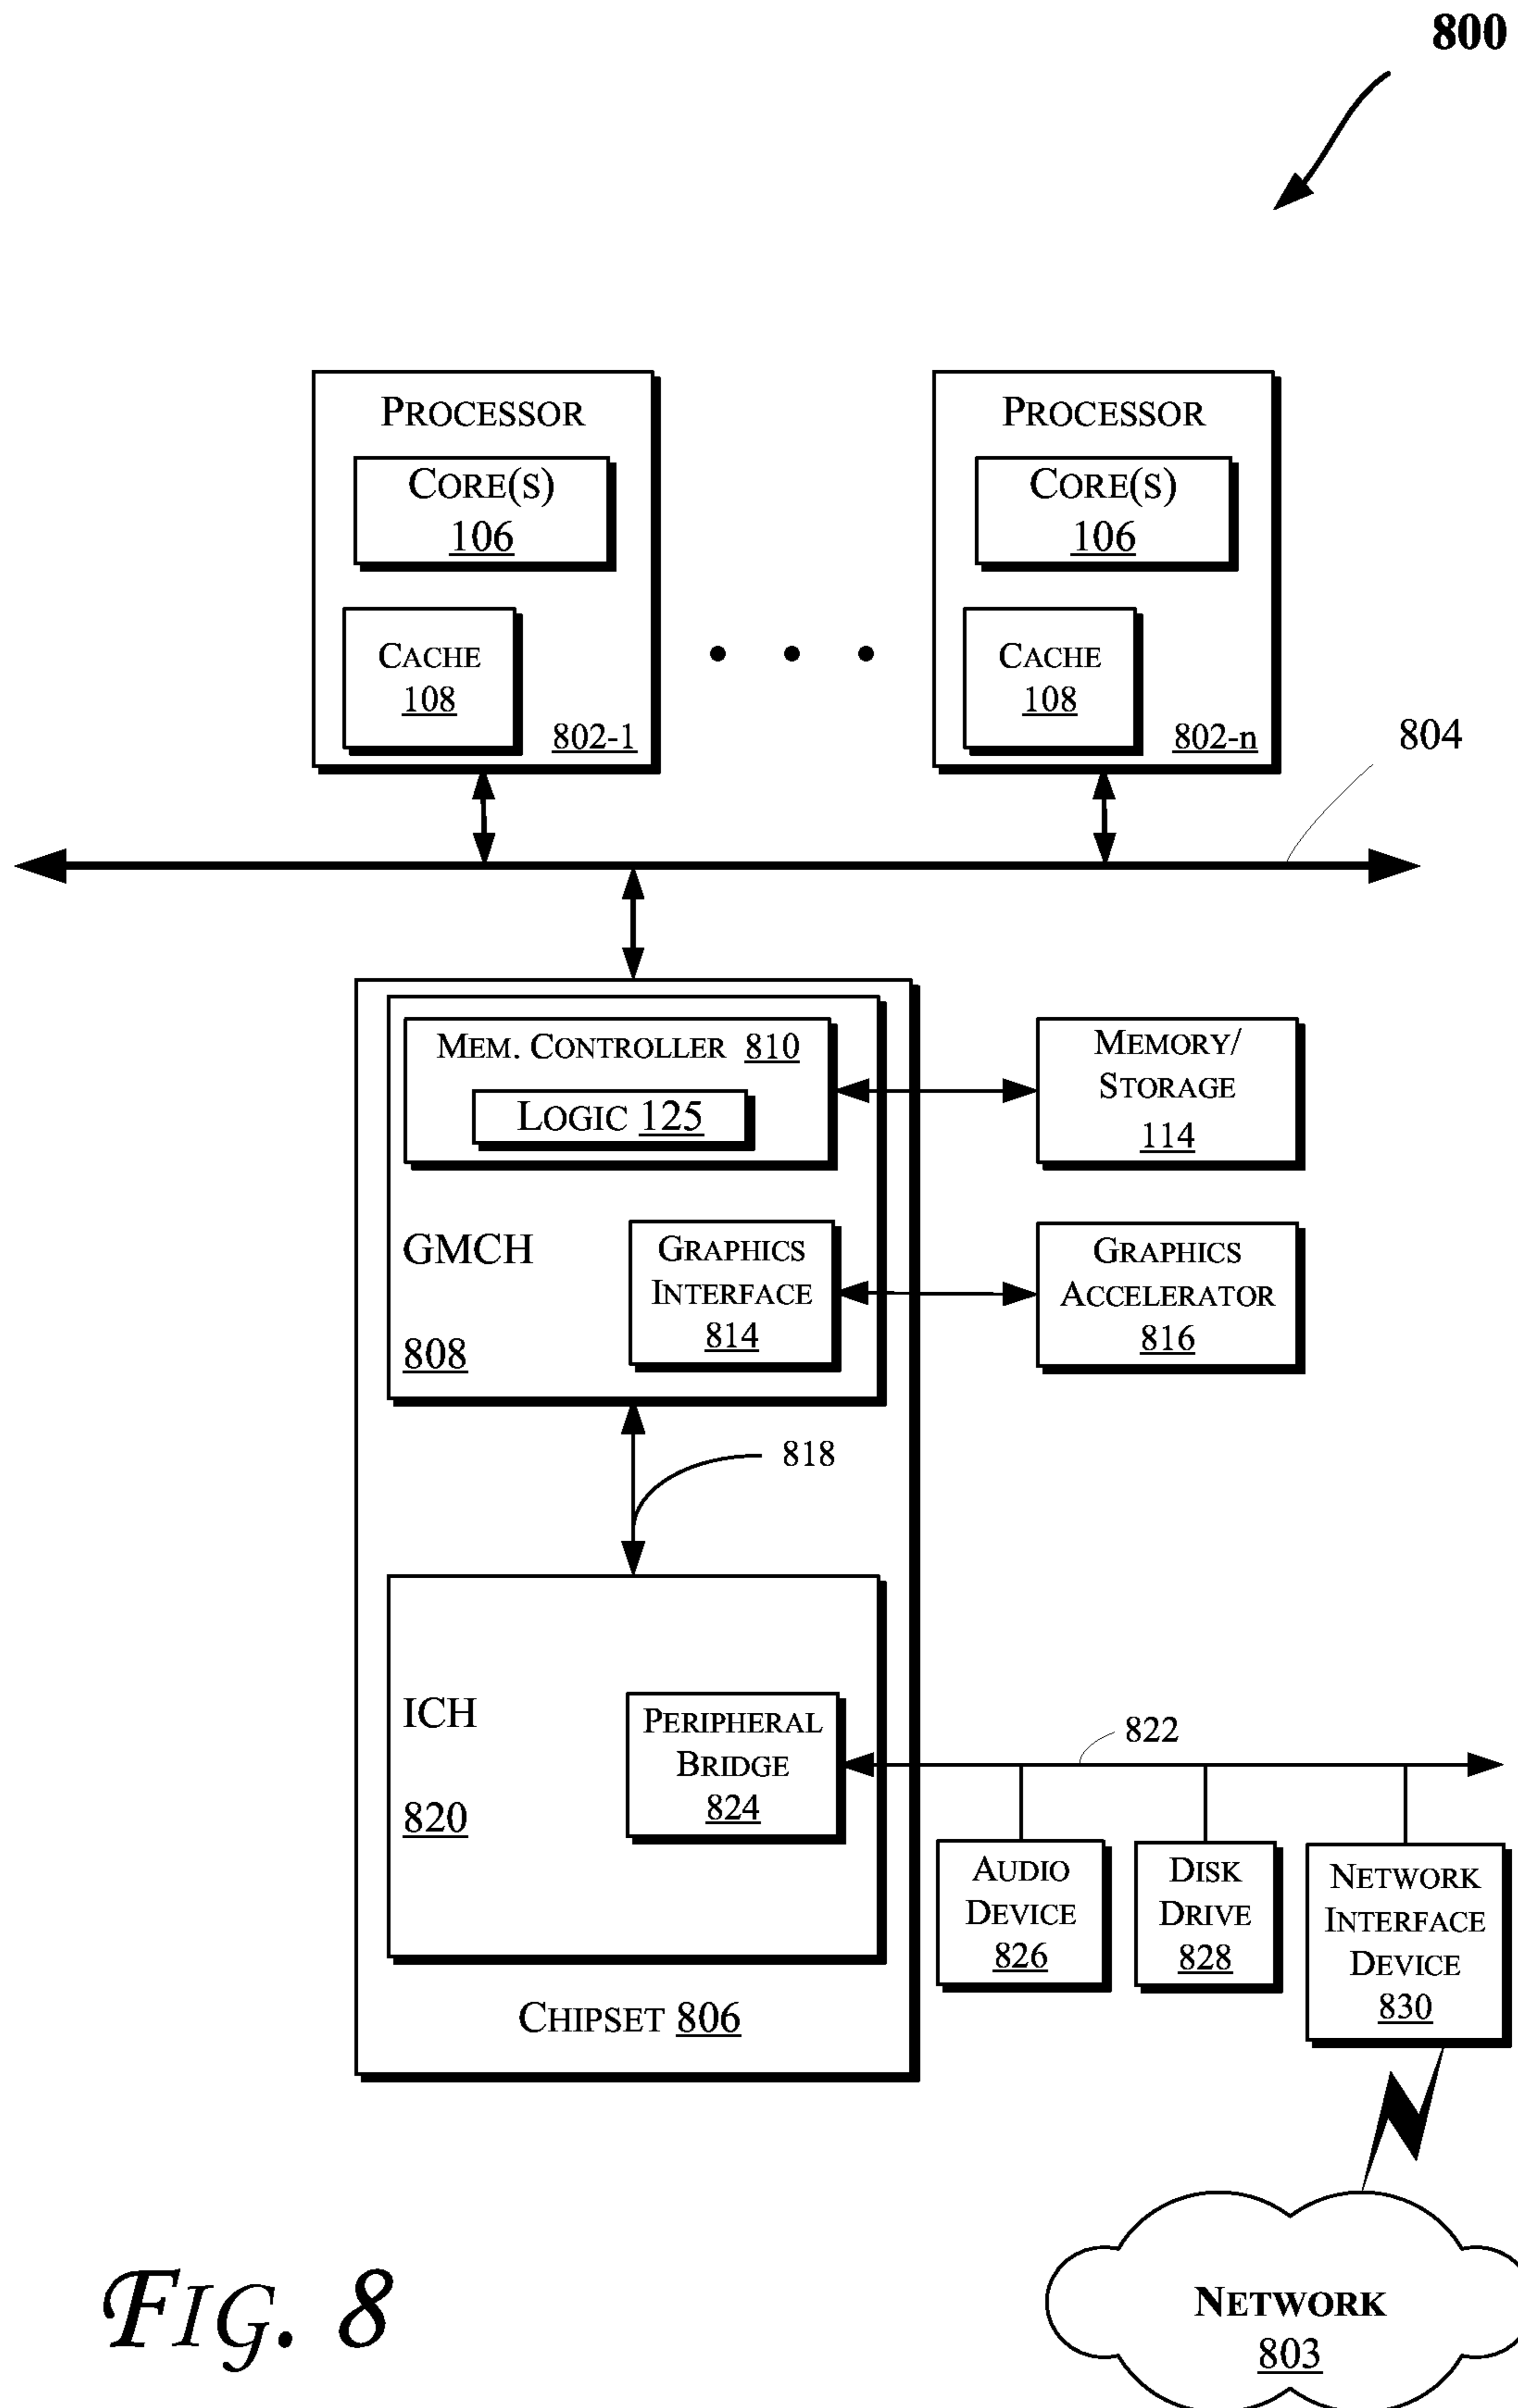 800
PROCESSOR
CORE(S)
106
CACHE
108
802-1
PROCESSOR
CORE(S)
106
CACHE
108
802-n
804
MEM. CONTROLLER 810
LOGIC 125
MEMORY/
STORAGE
114
GMCH
808
GRAPHICS
INTERFACE
814
GRAPHICS
ACCELERATOR
816
818
ICH
820
PERIPHERAL
BRIDGE
824
822
AUDIO
DEVICE
826
DISK
DRIVE
828
NETWORK
INTERFACE
DEVICE
830
CHIPSET 806
NETWORK
803
FIG. 8